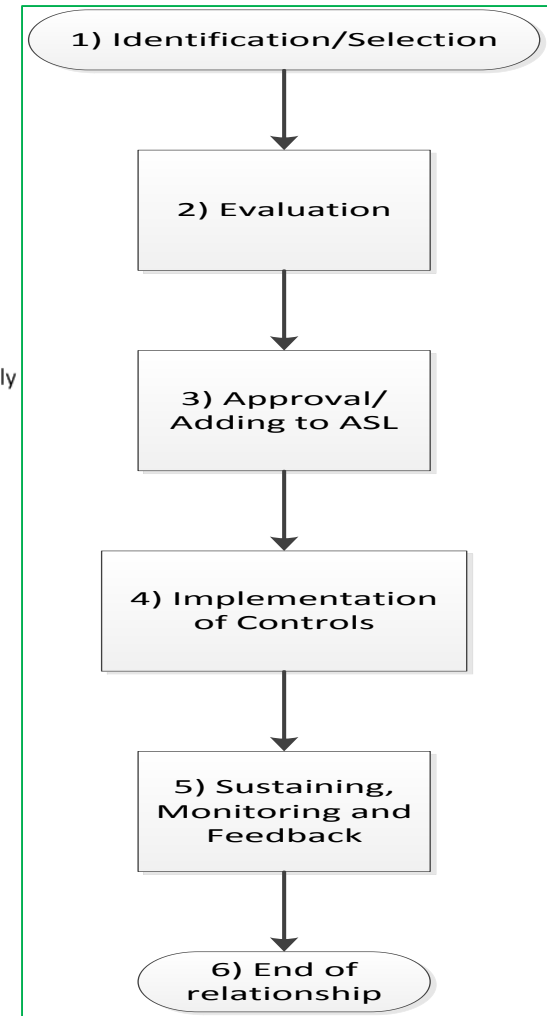 1) Identification/Selection
2) Evaluation
ly
3) Approval/
Adding to ASL
4) Implementation
of Controls
5) Sustaining,
Monitoring and
Feedback
6) End of
relationship